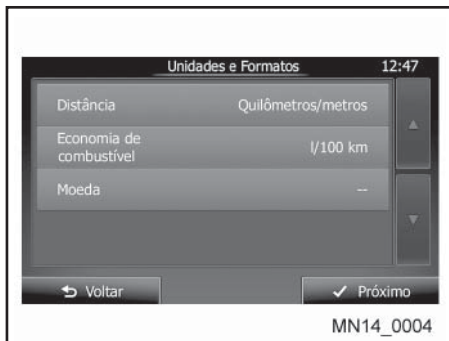 Unidades e Formatos 12:47
Distância Quilômetros/metros
Economia de
combustível l/100 km
Moeda --
Voltar Próximo
MN14_0004